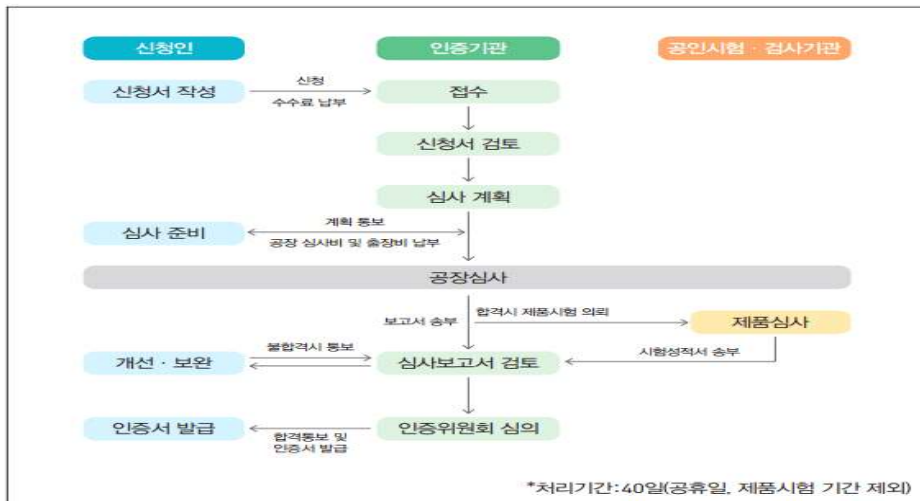 신청인 인증기관 공인시험 · 검사기관
신청서 작성 신청 접수
수수료 납부
신청서 검토
심사 계획
심사 준비 계획 통보
공장 심사비 및 출장비 납부
공장심사
보고서 송부 합격시 제품시험 의뢰 제품심사
개선 · 보완 불합격시 통보 심사보고서 검토 시험성적서 송부
인증서 발급 인증위원회 심의
합격통보 및
인증서 발급
*처리기간:40일(공휴일, 제품시험 기간 제외)